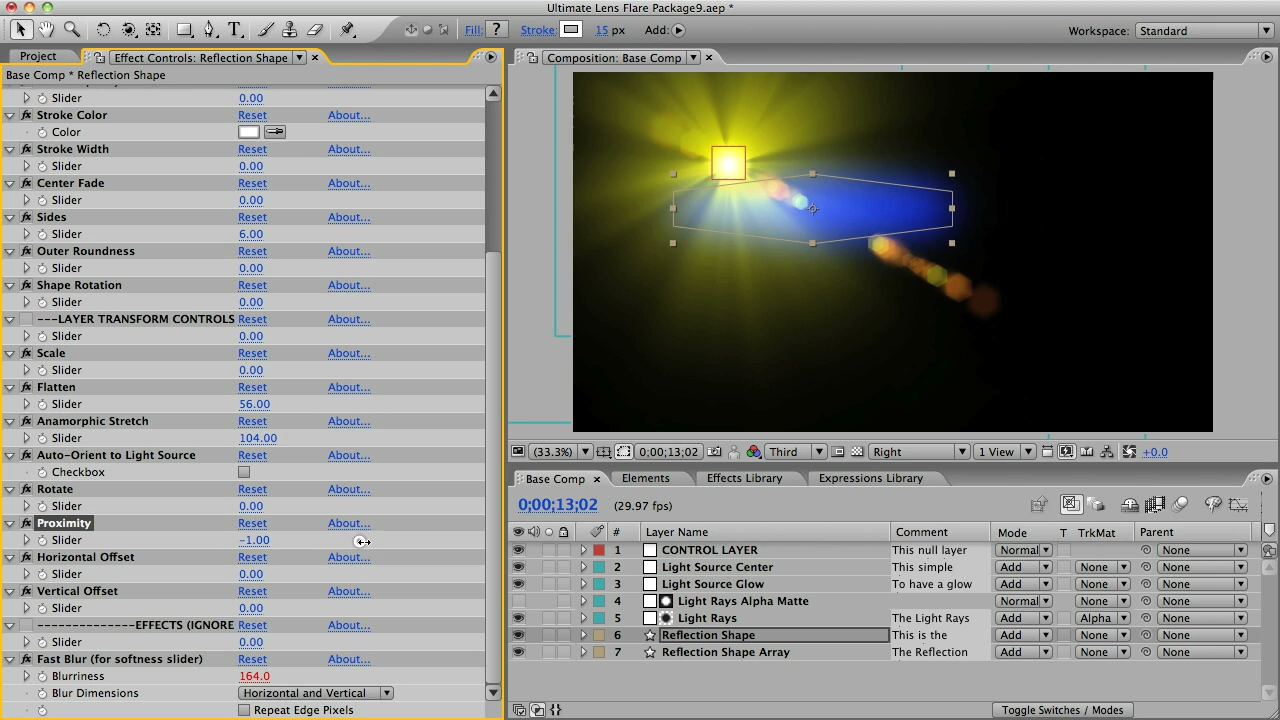 Ultimate Lens Flare Package9.aep *
Fill: ? Stroke: 15 px Add: Workspace: Standard
Project Effect Controls: Reflection Shape
Base Comp * Reflection Shape
Slider 0.00
Stroke Color Reset About...
Color
Stroke Width Reset About...
Slider 0.00
Center Fade Reset About...
Slider 0.00
Sides Reset About...
Slider 6.00
Outer Roundness Reset About...
Slider 0.00
Shape Rotation Reset About...
Slider 0.00
---LAYER TRANSFORM CONTROLS Reset About...
Slider 0.00
Scale Reset About...
Slider 0.00
Flatten Reset About...
Slider 56.00
Anamorphic Stretch Reset About...
Slider 104.00
Auto-Orient to Light Source Reset About...
Checkbox
Rotate Reset About...
Slider 0.00
Proximity Reset About...
Slider -1.00
Horizontal Offset Reset About...
Slider 0.00
Vertical Offset Reset About...
Slider 0.00
--------------EFFECTS (IGNORE Reset About...
Slider 0.00
Fast Blur (for softness slider) Reset About...
Blurriness 164.0
Blur Dimensions Horizontal and Vertical
Repeat Edge Pixels
Composition: Base Comp
(33.3%) 0;00;13;02 Third Right 1 View +0.0
Base Comp Elements Effects Library Expressions Library
0;00;13;02 (29.97 fps)
# Layer Name Comment Mode T TrkMat Parent
1 CONTROL LAYER This null layer Normal None
2 Light Source Center This simple Add None None
3 Light Source Glow To have a glow Add None None
4 Light Rays Alpha Matte Normal None None
5 Light Rays The Light Rays Add Alpha None
6 Reflection Shape This is the Add None None
7 Reflection Shape Array The Reflection Add None None
Toggle Switches / Modes